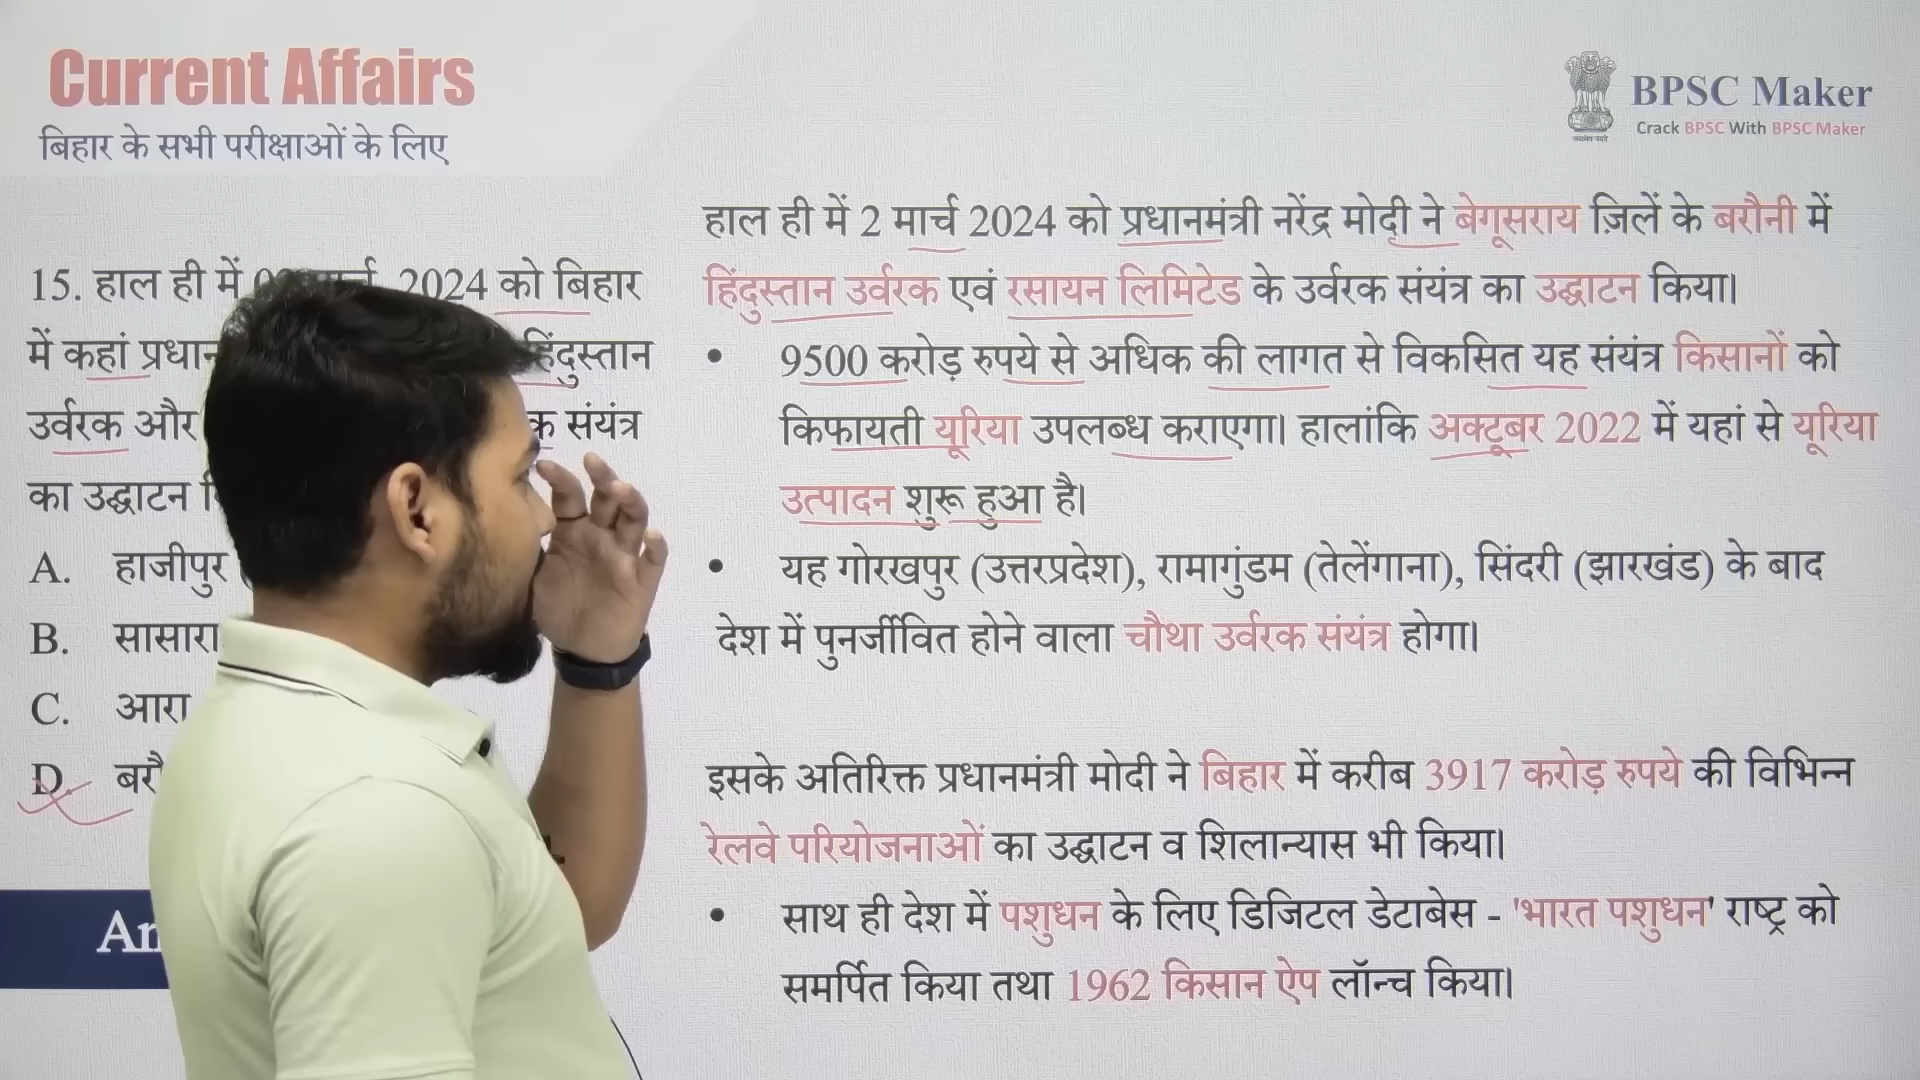 Current Affairs
बिहार के सभी परीक्षाओं के लिए
BPSC Maker
Crack BPSC With BPSC Maker
15. हाल ही में 2024 को बिहार
में कहां हिंदुस्तान
उर्वरक और संयंत्र
का उद्घाटन
A. हाजीपुर
B.
C. आरा
D.
हाल ही में 2 मार्च 2024 को प्रधानमंत्री नरेंद्र मोदी ने बेगूसराय ज़िलें के बरौनी में
हिंदुस्तान उर्वरक एवं रसायन लिमिटेड के उर्वरक संयंत्र का उद्घाटन किया।
• 9500 करोड़ रुपये से अधिक की लागत से विकसित यह संयंत्र किसानों को
किफायती यूरिया उपलब्ध कराएगा। हालांकि अक्टूबर 2022 में यहां से यूरिया
उत्पादन शुरू हुआ है।
• यह गोरखपुर (उत्तरप्रदेश), रामागुंडम (तेलेंगाना), सिंदरी (झारखंड) के बाद
देश में पुनर्जीवित होने वाला चौथा उर्वरक संयंत्र होगा।
इसके अतिरिक्त प्रधानमंत्री मोदी ने बिहार में करीब 3917 करोड़ रुपये की विभिन्न
रेलवे परियोजनाओं का उद्घाटन व शिलान्यास भी किया।
• साथ ही देश में पशुधन के लिए डिजिटल डेटाबेस - 'भारत पशुधन' राष्ट्र को
समर्पित किया तथा 1962 किसान ऐप लॉन्च किया।